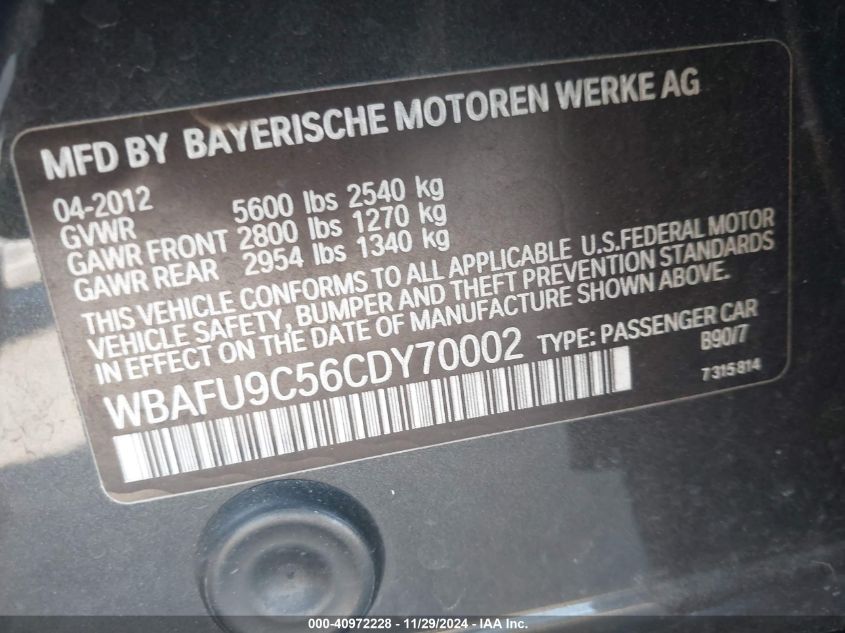 MFD BY BAYERISCHE MOTOREN WERKE AG
04-2012
GVWR 5600 lbs 2540 kg
GAWR FRONT 2800 lbs 1270 kg
GAWR REAR 2954 lbs 1340 kg
THIS VEHICLE CONFORMS TO ALL APPLICABLE U.S.FEDERAL MOTOR
VEHICLE SAFETY, BUMPER AND THEFT PREVENTION STANDARDS
IN EFFECT ON THE DATE OF MANUFACTURE SHOWN ABOVE.
WBAFU9C56CDY70002 TYPE: PASSENGER CAR
B90/7
7315814
000-40972228 - 11/29/2024 - IAA Inc.